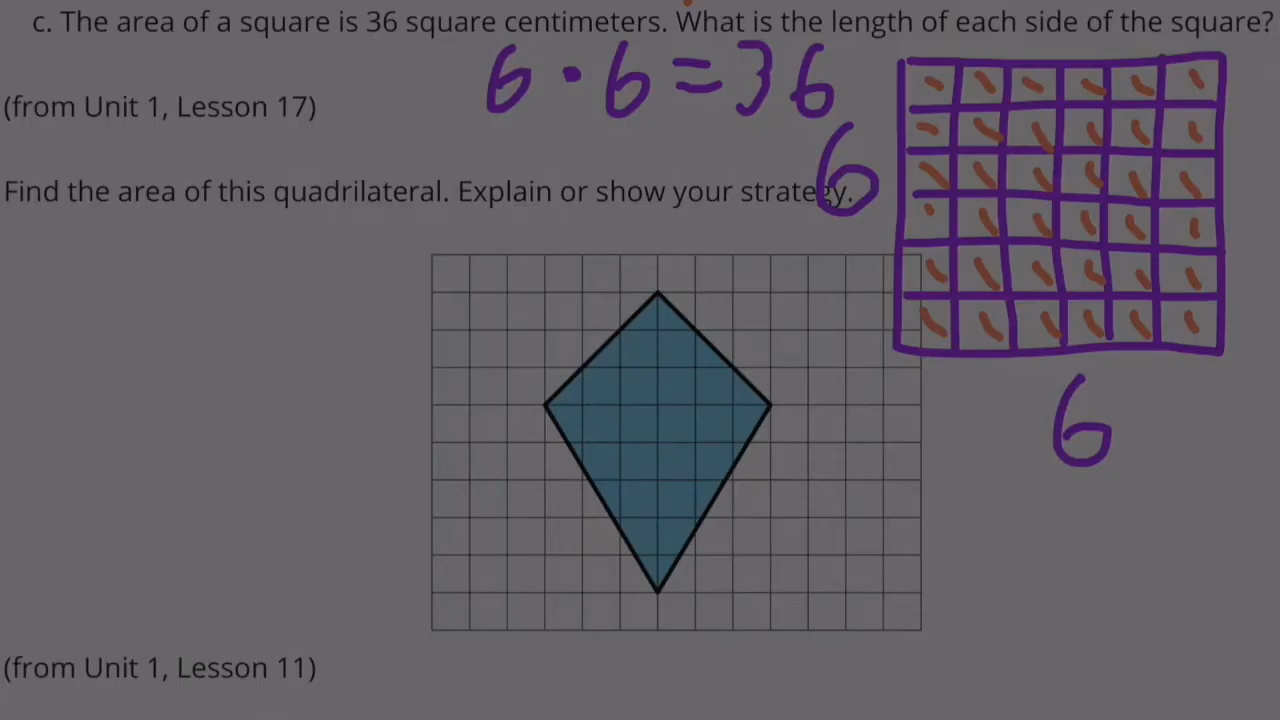 c. The area of a square is 36 square centimeters. What is the length of each side of the square?
6 · 6 = 36
(from Unit 1, Lesson 17)
6
Find the area of this quadrilateral. Explain or show your strategy.
6
(from Unit 1, Lesson 11)